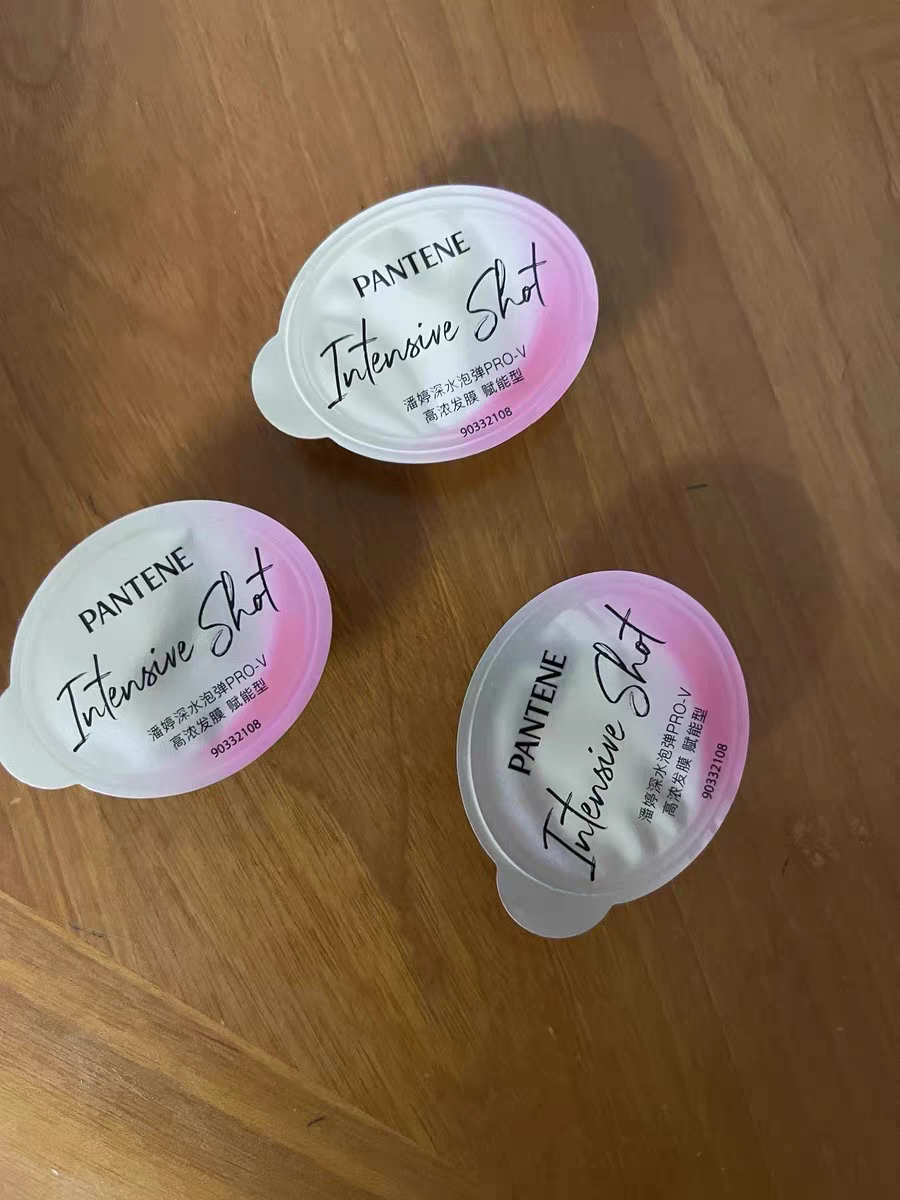 PANTENE
Intensive Shot
潘婷深水泡弹PRO-V
高浓发膜 赋能型
90332108
PANTENE
Intensive Shot
潘婷深水泡弹PRO-V
高浓发膜 赋能型
90332108
PANTENE
Intensive Shot
潘婷深水泡弹PRO-V
高浓发膜 赋能型
90332108